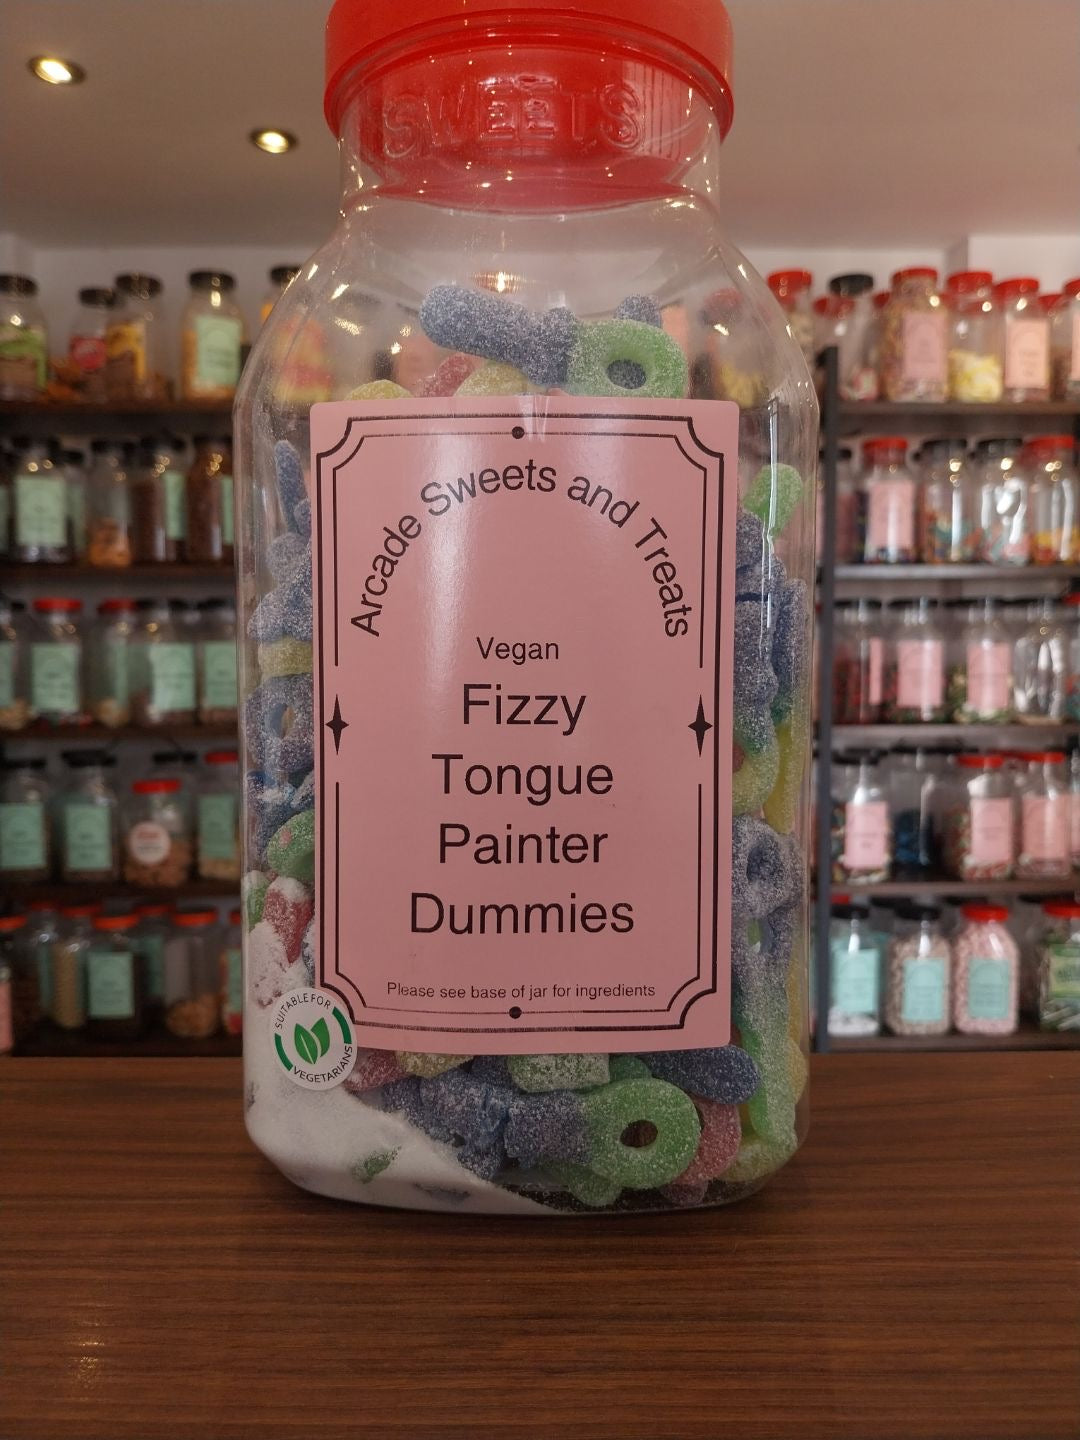 SWEETS
Arcade Sweets and Treats
Vegan
Fizzy
Tongue
Painter
Dummies
Please see base of jar for ingredients
SUITABLE FOR
VEGETARIANS